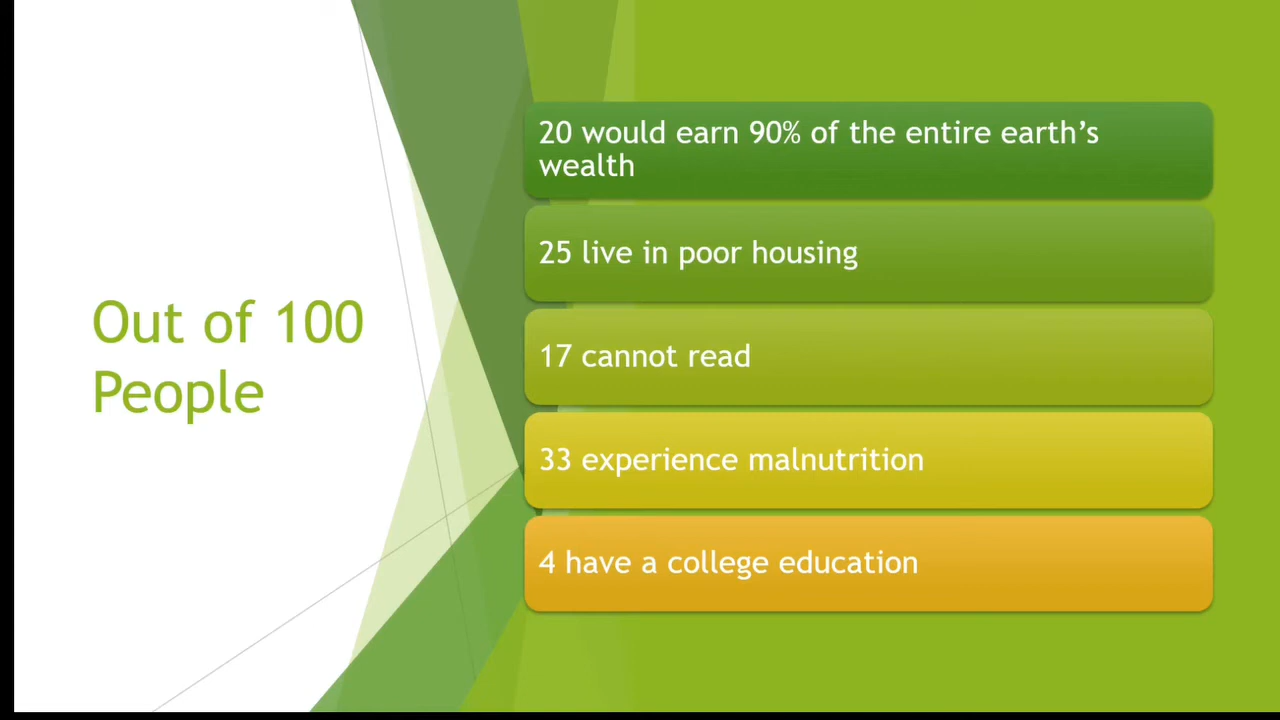 Out of 100
People
20 would earn 90% of the entire earth’s
wealth
25 live in poor housing
17 cannot read
33 experience malnutrition
4 have a college education